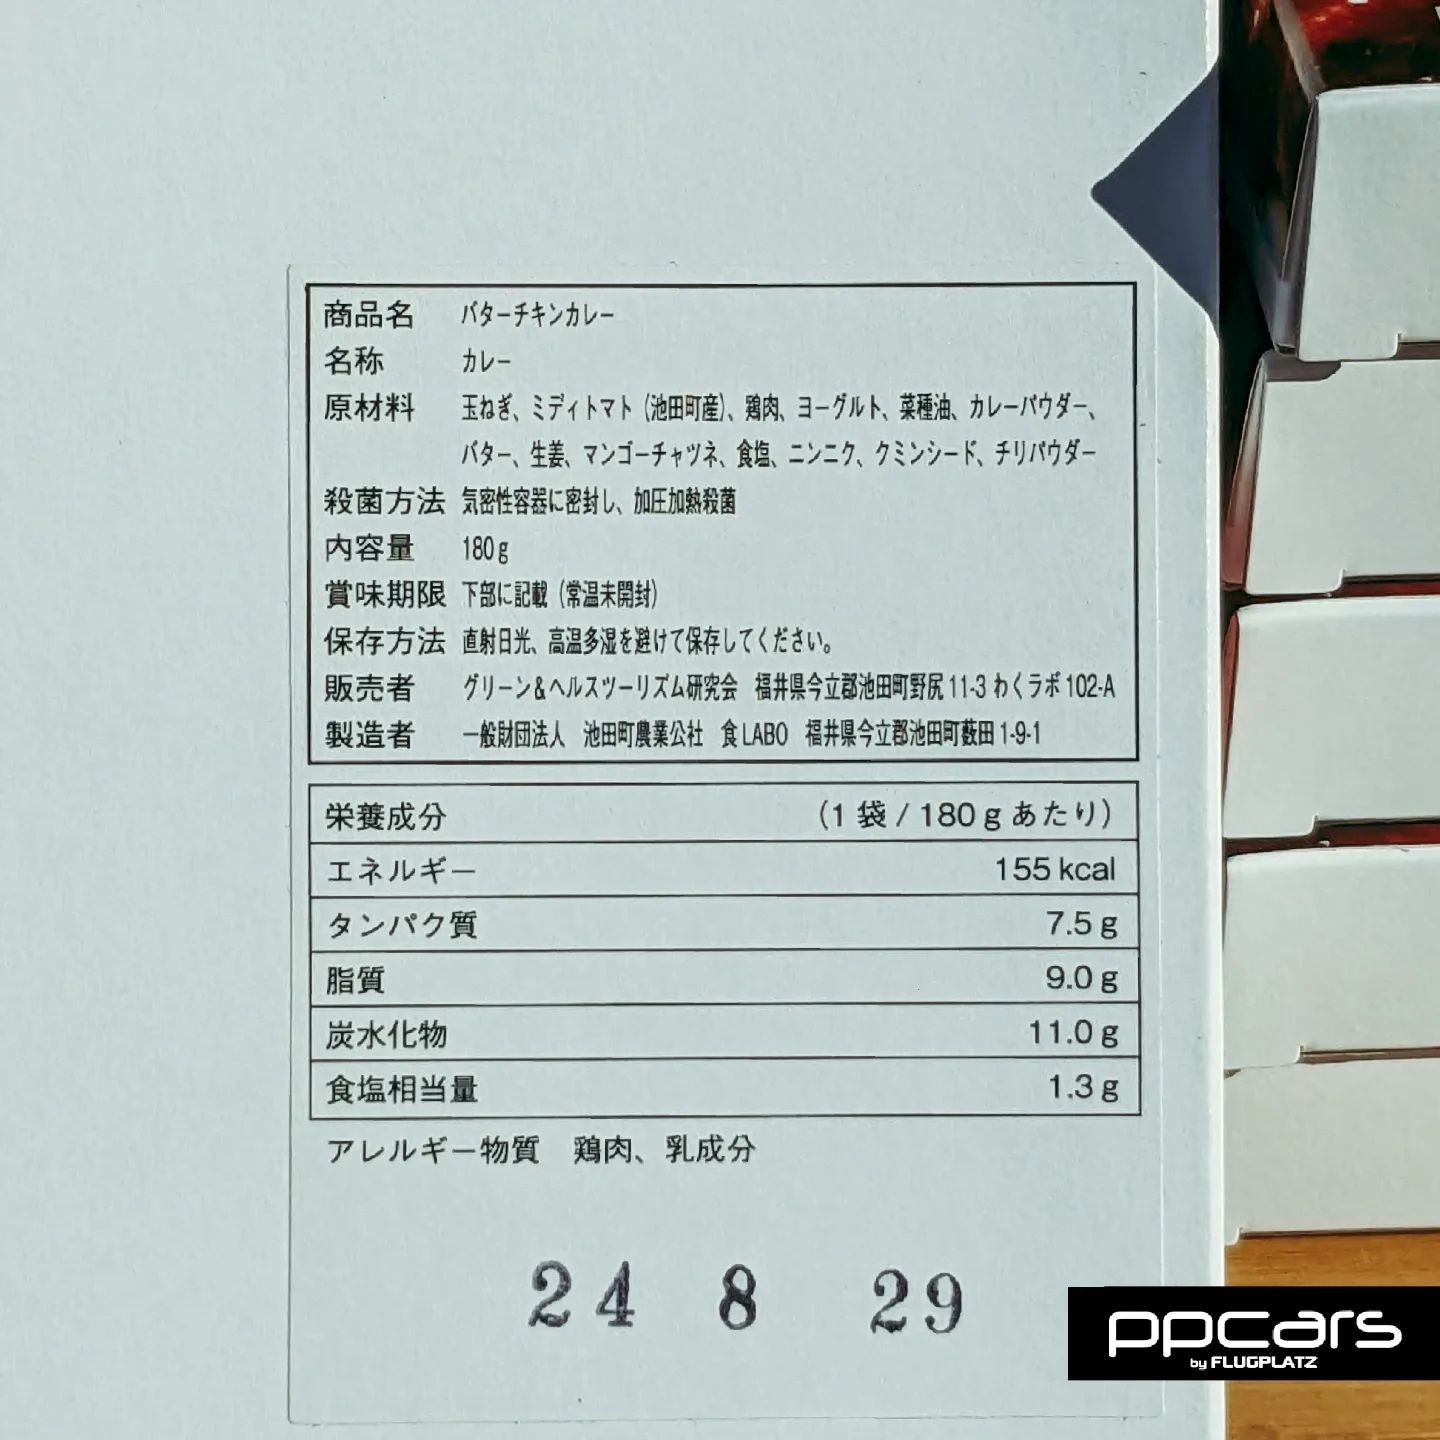 商品名 バターチキンカレー
名称 カレー
原材料 玉ねぎ、ミディトマト（池田町産）、鶏肉、ヨーグルト、菜種油、カレーパウダー、
バター、生姜、マンゴーチャツネ、食塩、ニンニク、クミンシード、チリパウダー
殺菌方法 気密性容器に密封し、加圧加熱殺菌
内容量 180g
賞味期限 下部に記載（常温未開封）
保存方法 直射日光、高温多湿を避けて保存してください。
販売者 グリーン＆ヘルスツーリズム研究会 福井県今立郡池田町野尻11-3 わくラボ102-A
製造者 一般財団法人 池田町農業公社 食LABO 福井県今立郡池田町薮田1-9-1
栄養成分 （1袋 / 180gあたり）
エネルギー 155kcal
タンパク質 7.5g
脂質 9.0g
炭水化物 11.0g
食塩相当量 1.3g
アレルギー物質 鶏肉、乳成分
24 8 29
ppcars
by FLUGPLATZ